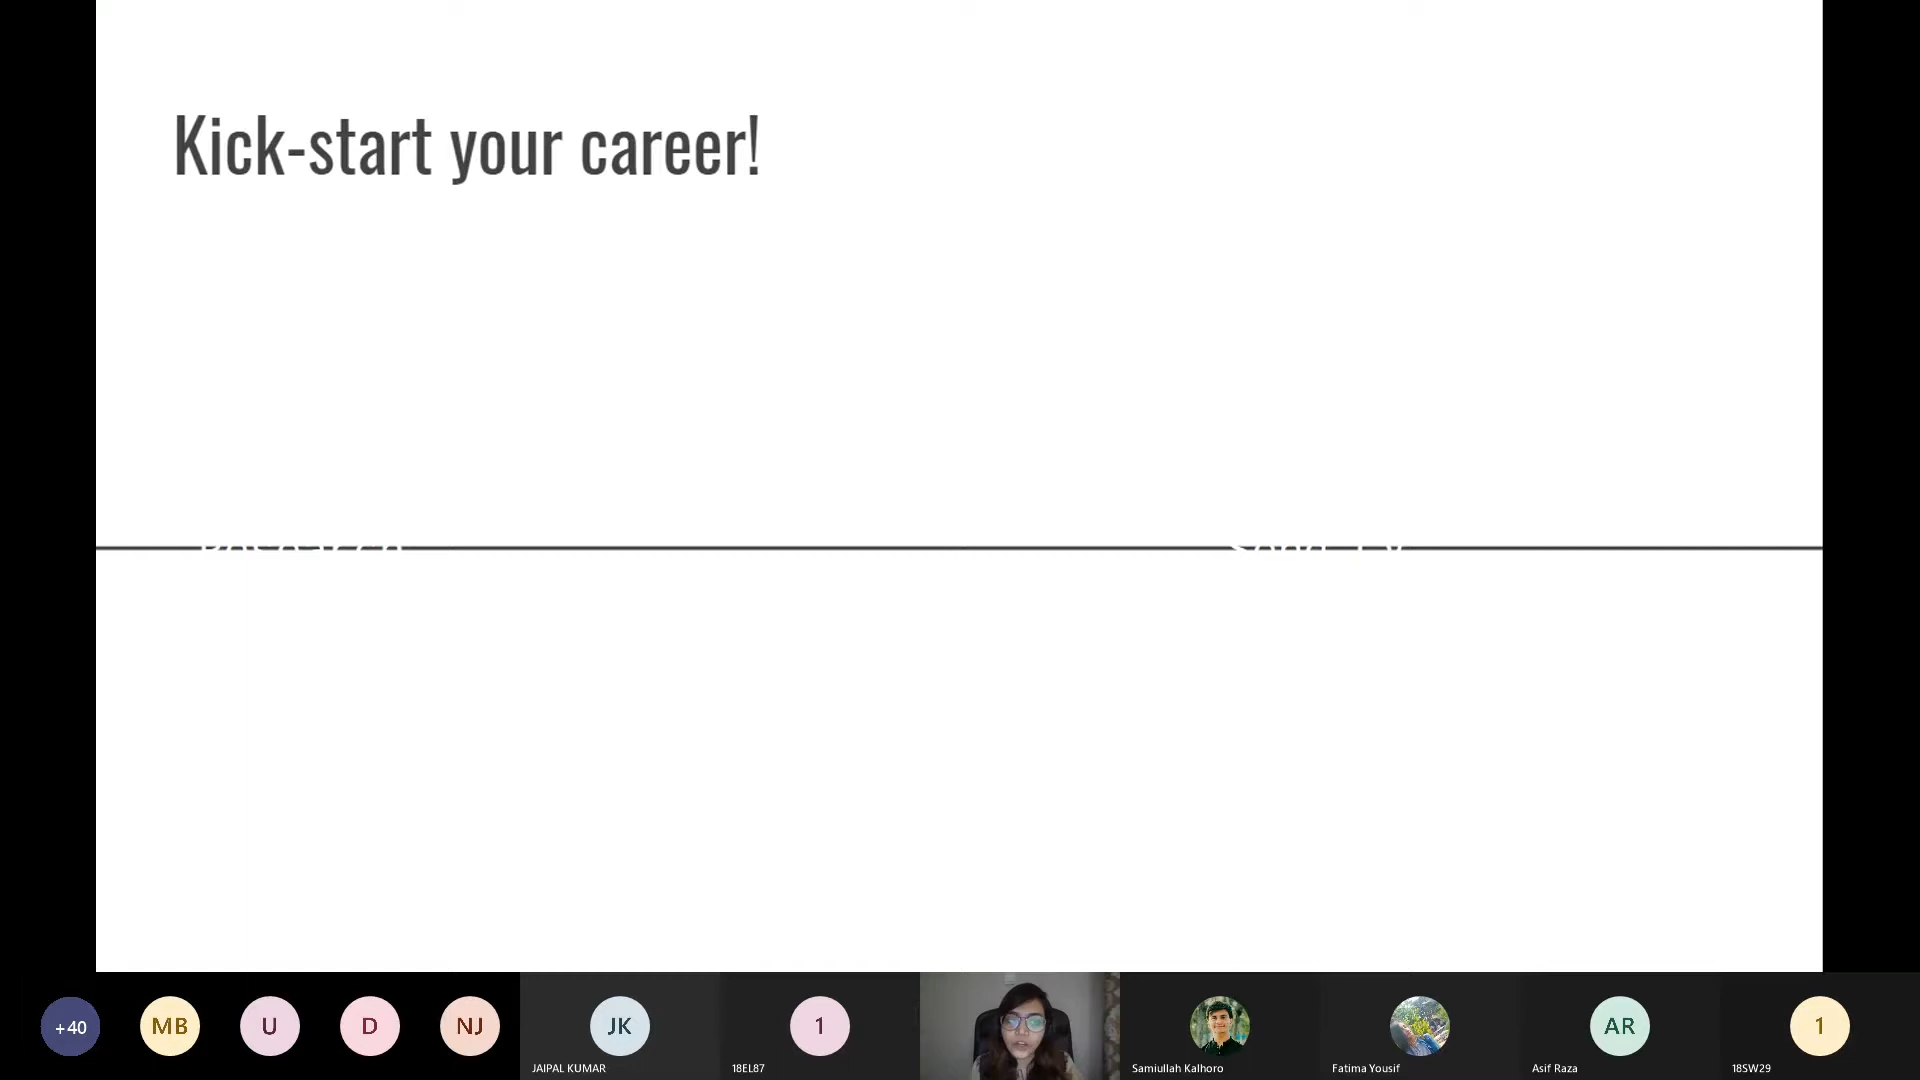 Kick-start your career!
+40
MB
U
D
NJ
JK
JAIPAL KUMAR
1
18EL87
Samiullah Kalhoro
Fatima Yousif
AR
Asif Raza
1
18SW29